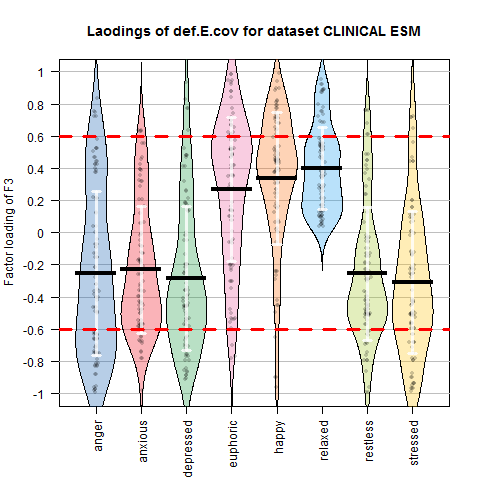 Laodings of def.E.cov for dataset CLINICAL ESM
Factor loading of F3
1
0.8
0.6
0.4
0.2
0
-0.2
-0.4
-0.6
-0.8
-1
anger
anxious
depressed
euphoric
happy
relaxed
restless
stressed